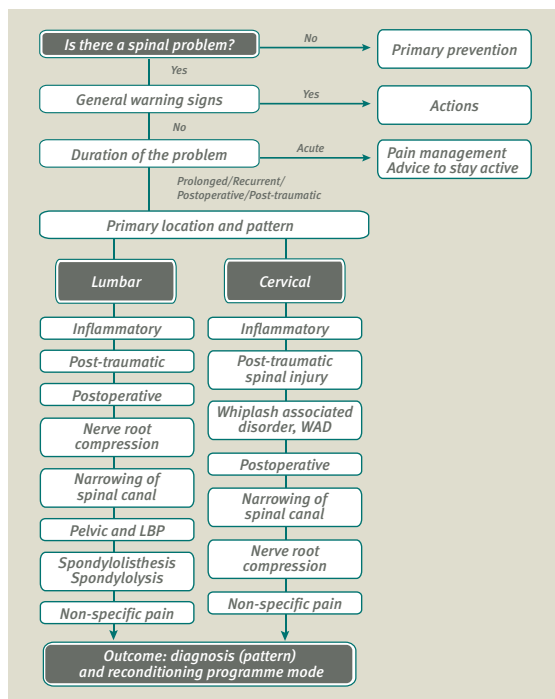 Is there a spinal problem?
No
Primary prevention
Yes
General warning signs
Yes
Actions
No
Duration of the problem
Acute
Pain management
Advice to stay active
Prolonged/Recurrent/
Postoperative/Post-traumatic
Primary location and pattern
Lumbar
Inflammatory
Post-traumatic
Postoperative
Nerve root
compression
Narrowing of
spinal canal
Pelvic and LBP
Spondylolisthesis
Spondylolysis
Non-specific pain
Cervical
Inflammatory
Post-traumatic
spinal injury
Whiplash associated
disorder, WAD
Postoperative
Narrowing of
spinal canal
Nerve root
compression
Non-specific pain
Outcome: diagnosis (pattern)
and reconditioning programme mode